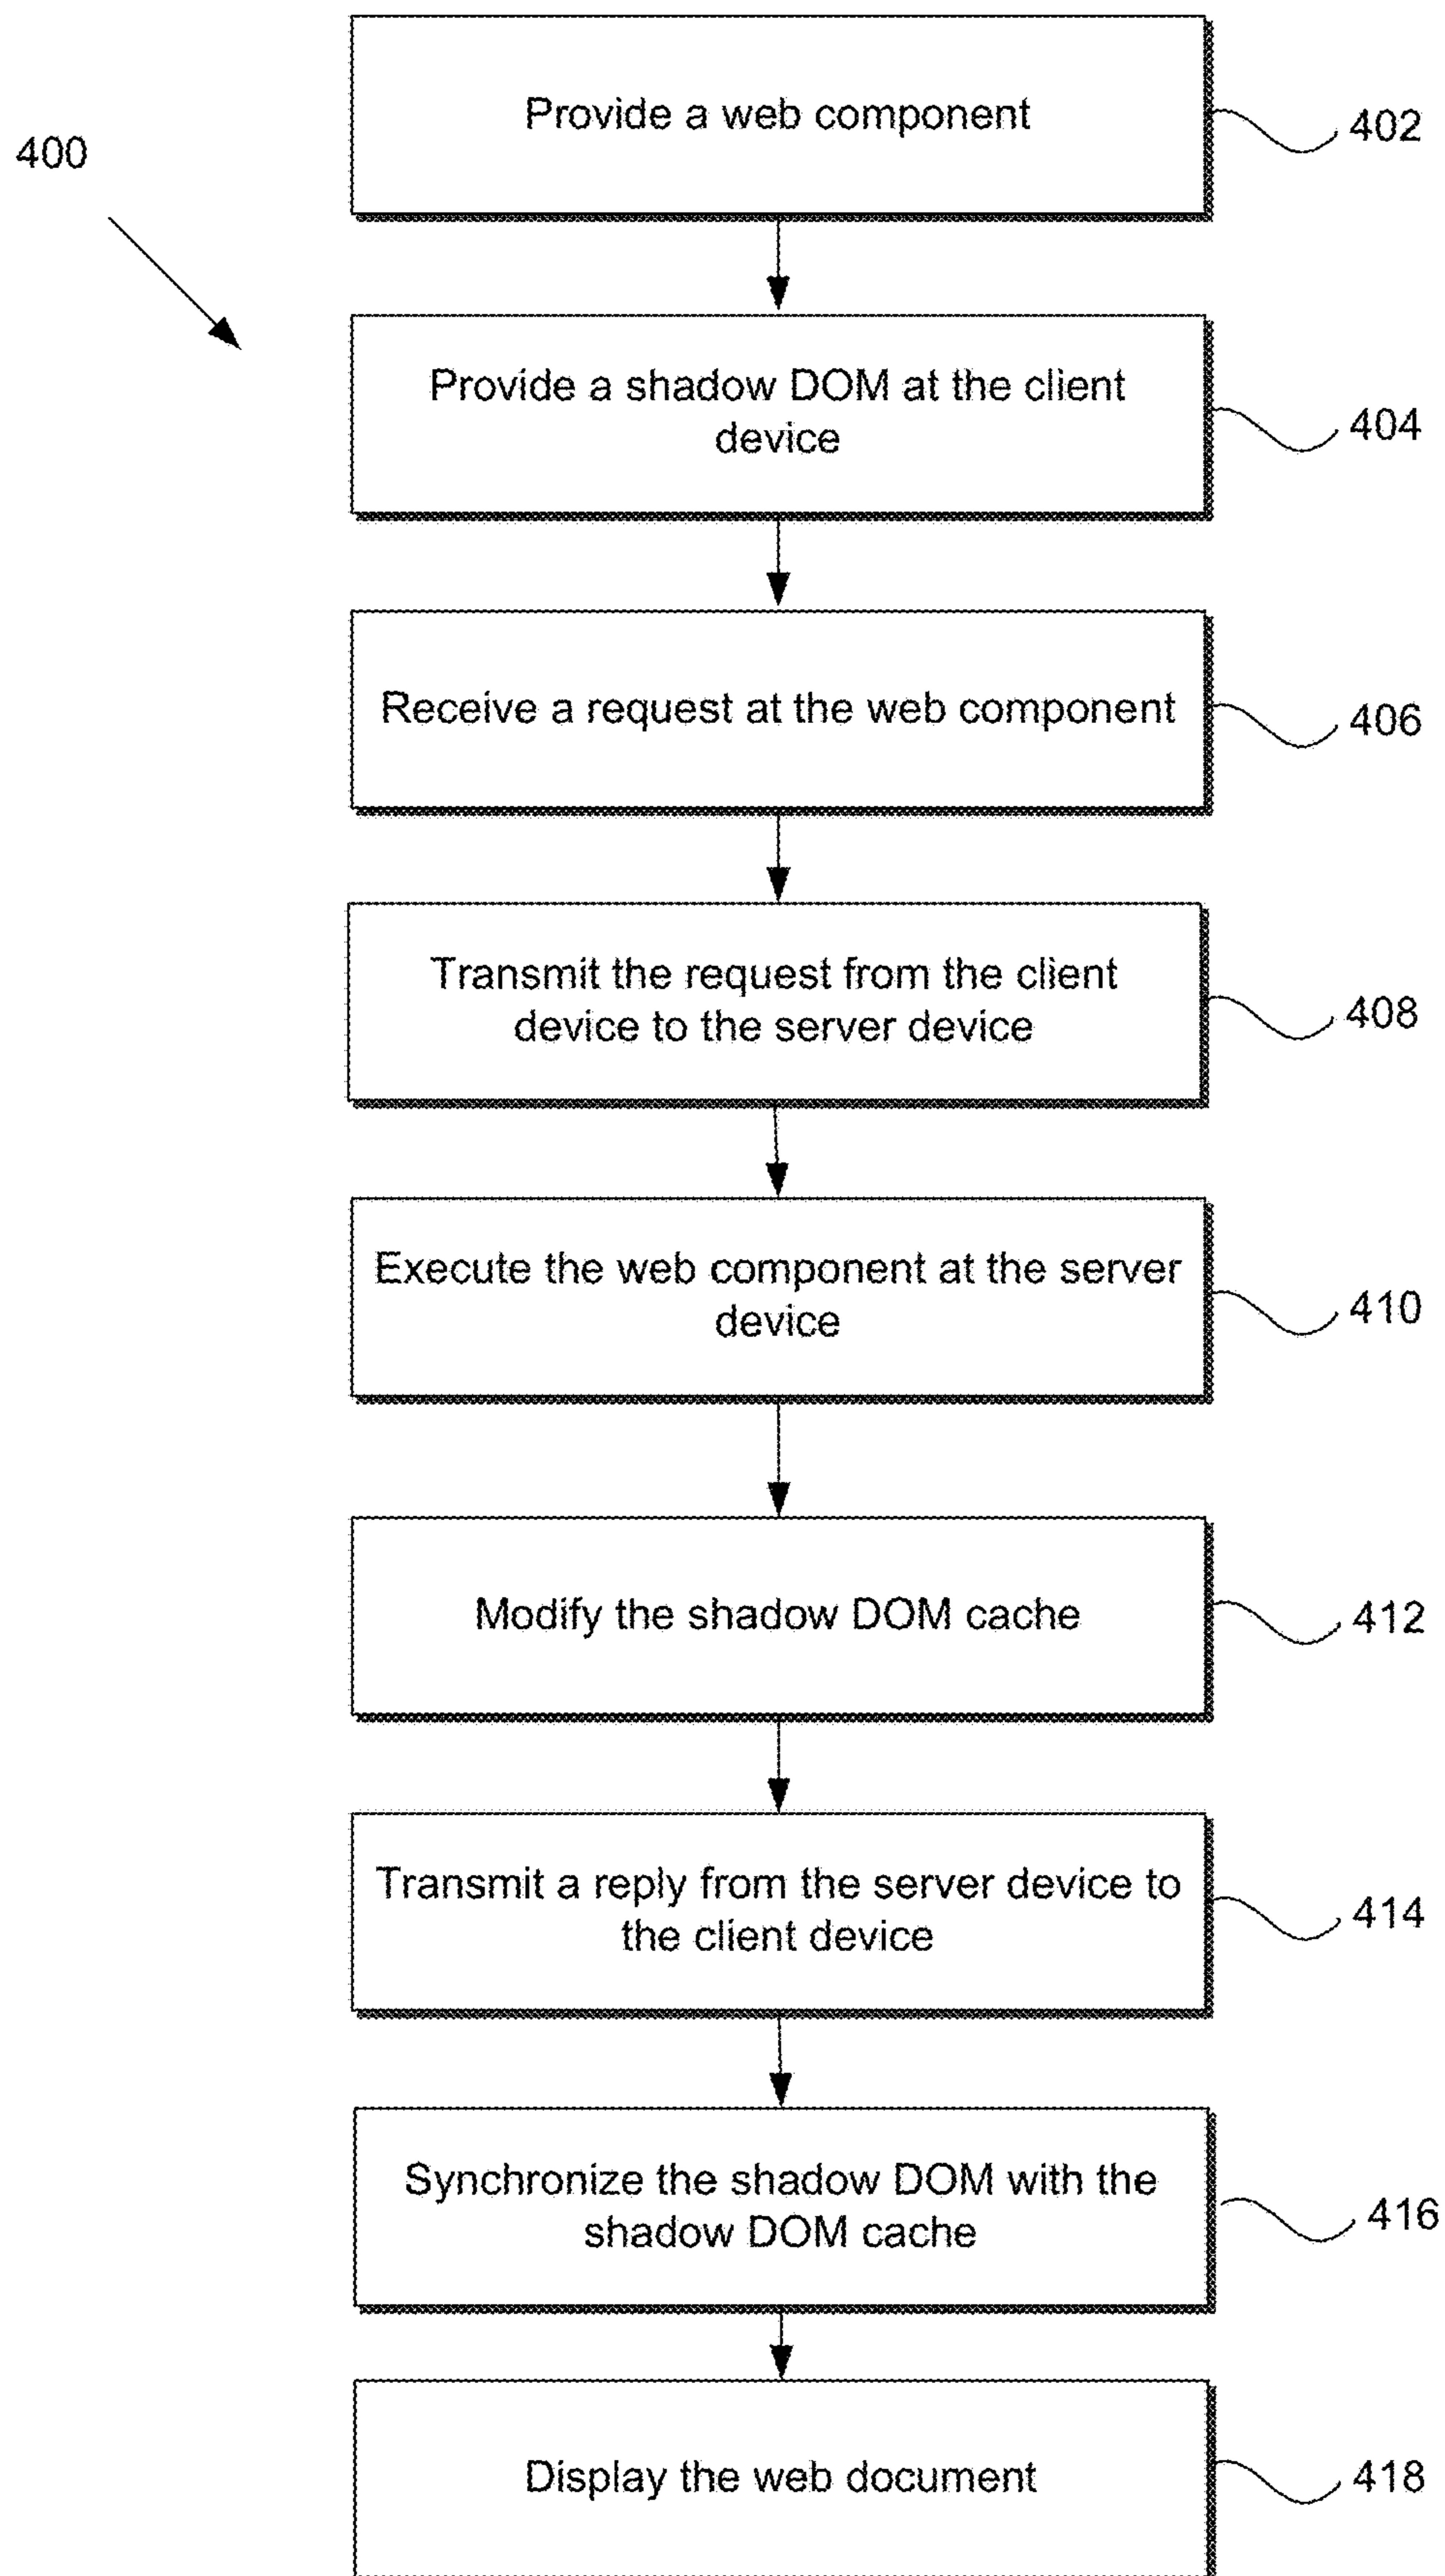 Provide a web component
402
400
Provide a shadow DOM at the client
device
404
Receive a request at the web component
406
Transmit the request from the client
device to the server device
408
Execute the web component at the server
device
410
Modify the shadow DOM cache
412
Transmit a reply from the server device to
the client device
414
Synchronize the shadow DOM with the
shadow DOM cache
416
Display the web document
418